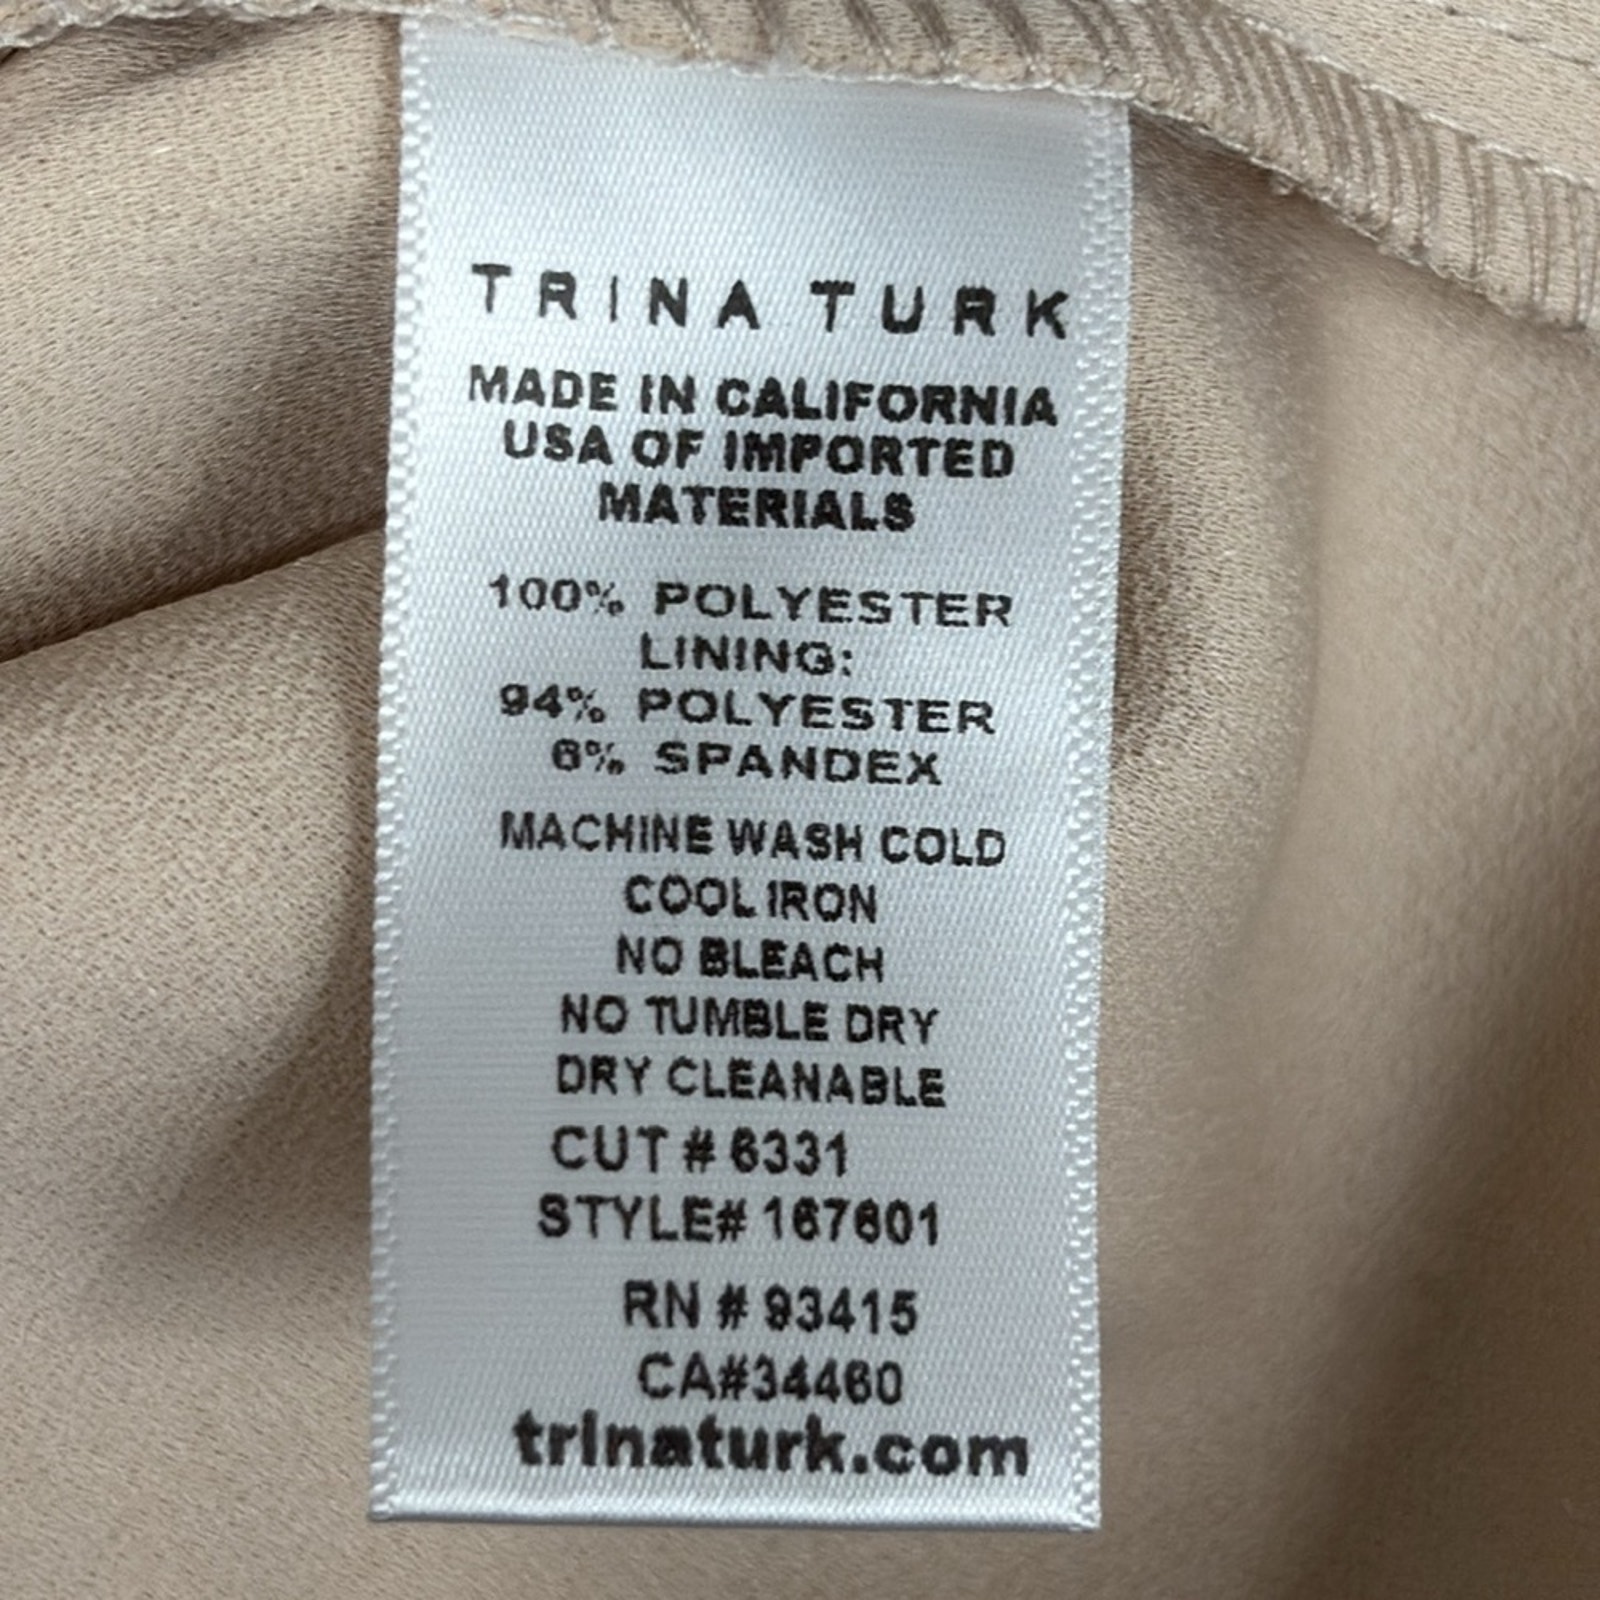 TRINA TURK
MADE IN CALIFORNIA
USA OF IMPORTED
MATERIALS
100% POLYESTER
LINING:
94% POLYESTER
6% SPANDEX
MACHINE WASH COLD
COOL IRON
NO BLEACH
NO TUMBLE DRY
DRY CLEANABLE
CUT # 6331
STYLE# 167601
RN # 93415
CA#34460
trinaturk.com